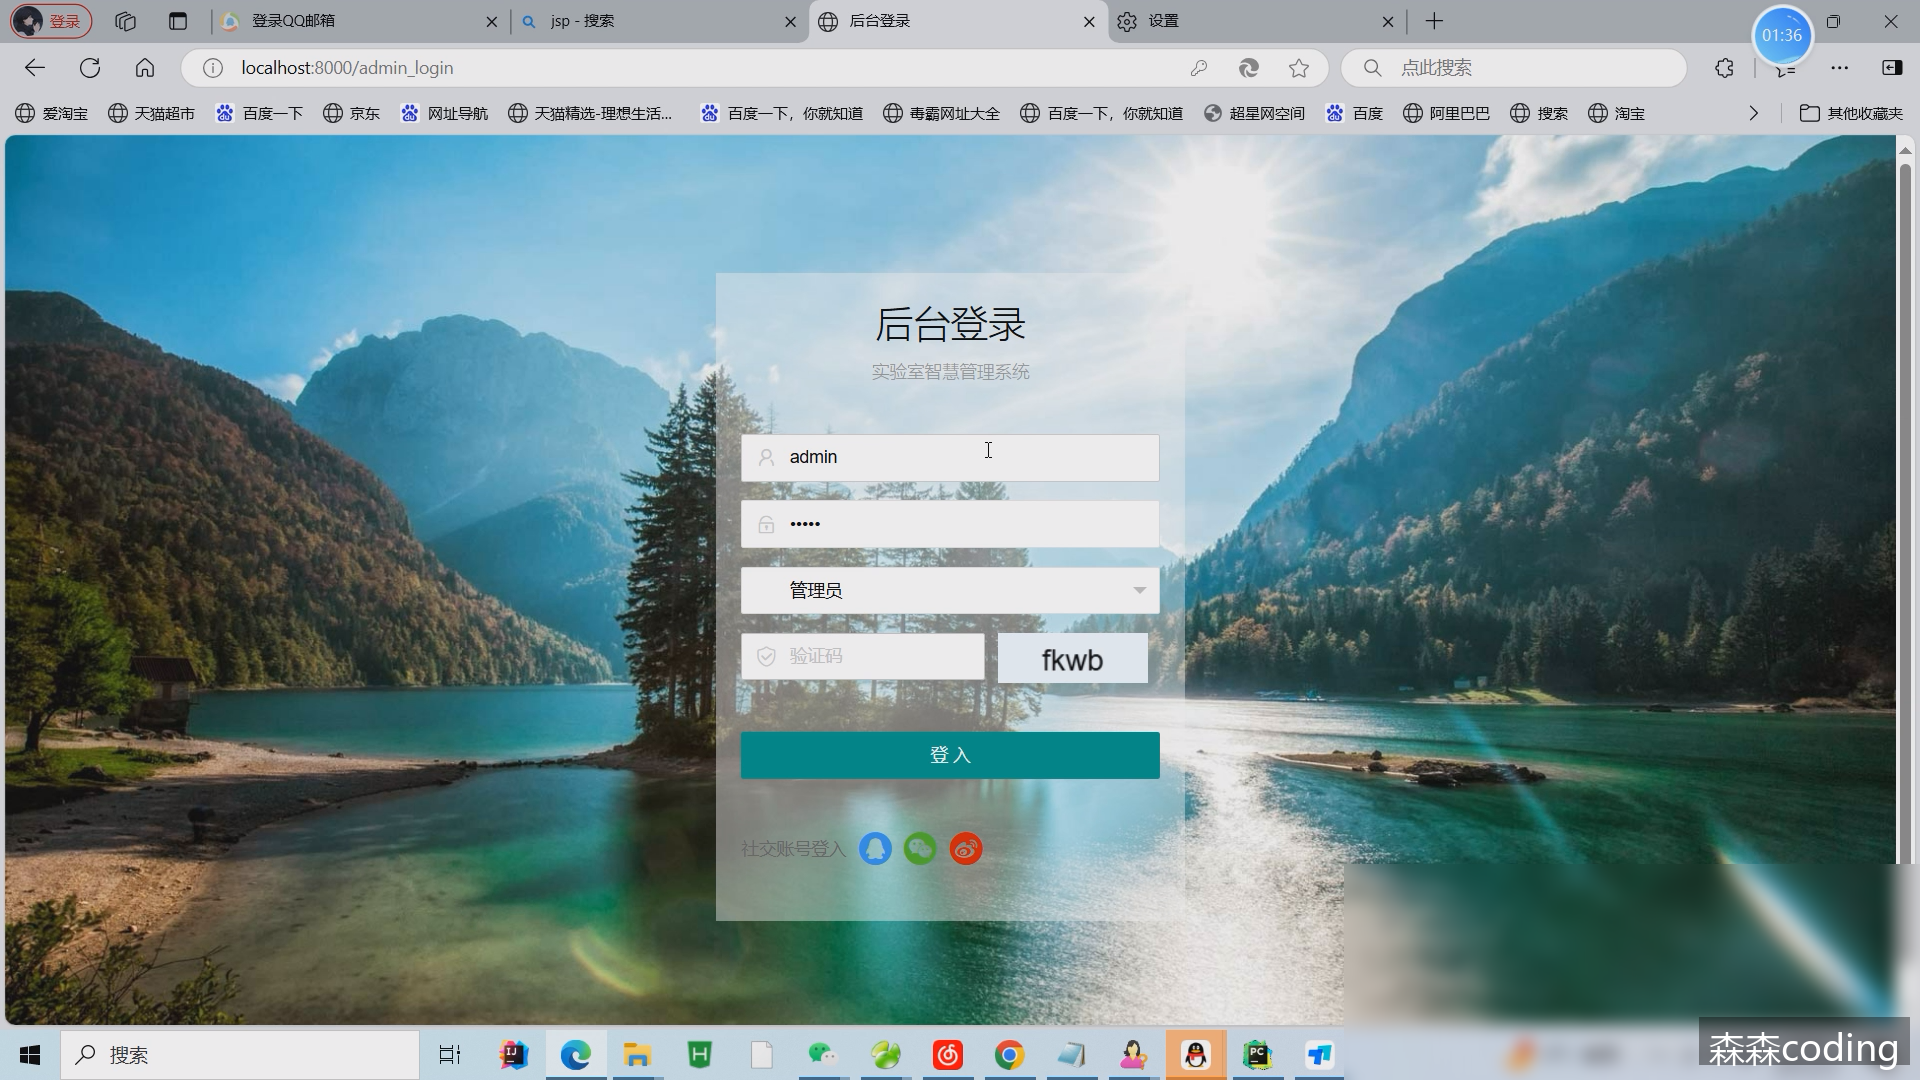 登录
登录QQ邮箱
jsp - 搜索
后台登录
设置
01:36
localhost:8000/admin_login
点此搜索
爱淘宝
天猫超市
百度一下
京东
网址导航
天猫精选-理想生活...
百度一下，你就知道
毒霸网址大全
百度一下，你就知道
超星网空间
百度
阿里巴巴
搜索
淘宝
其他收藏夹
后台登录
实验室智慧管理系统
admin
•••••
管理员
验证码
fkwb
登 入
社交账号登入
搜索
森森coding